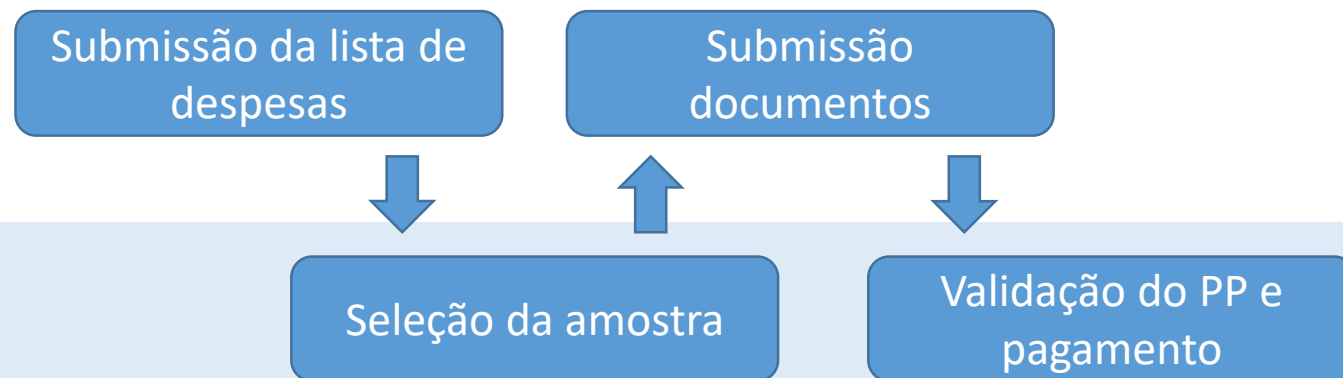 Submissão da lista de
despesas
Submissão
documentos
Seleção da amostra
Validação do PP e
pagamento